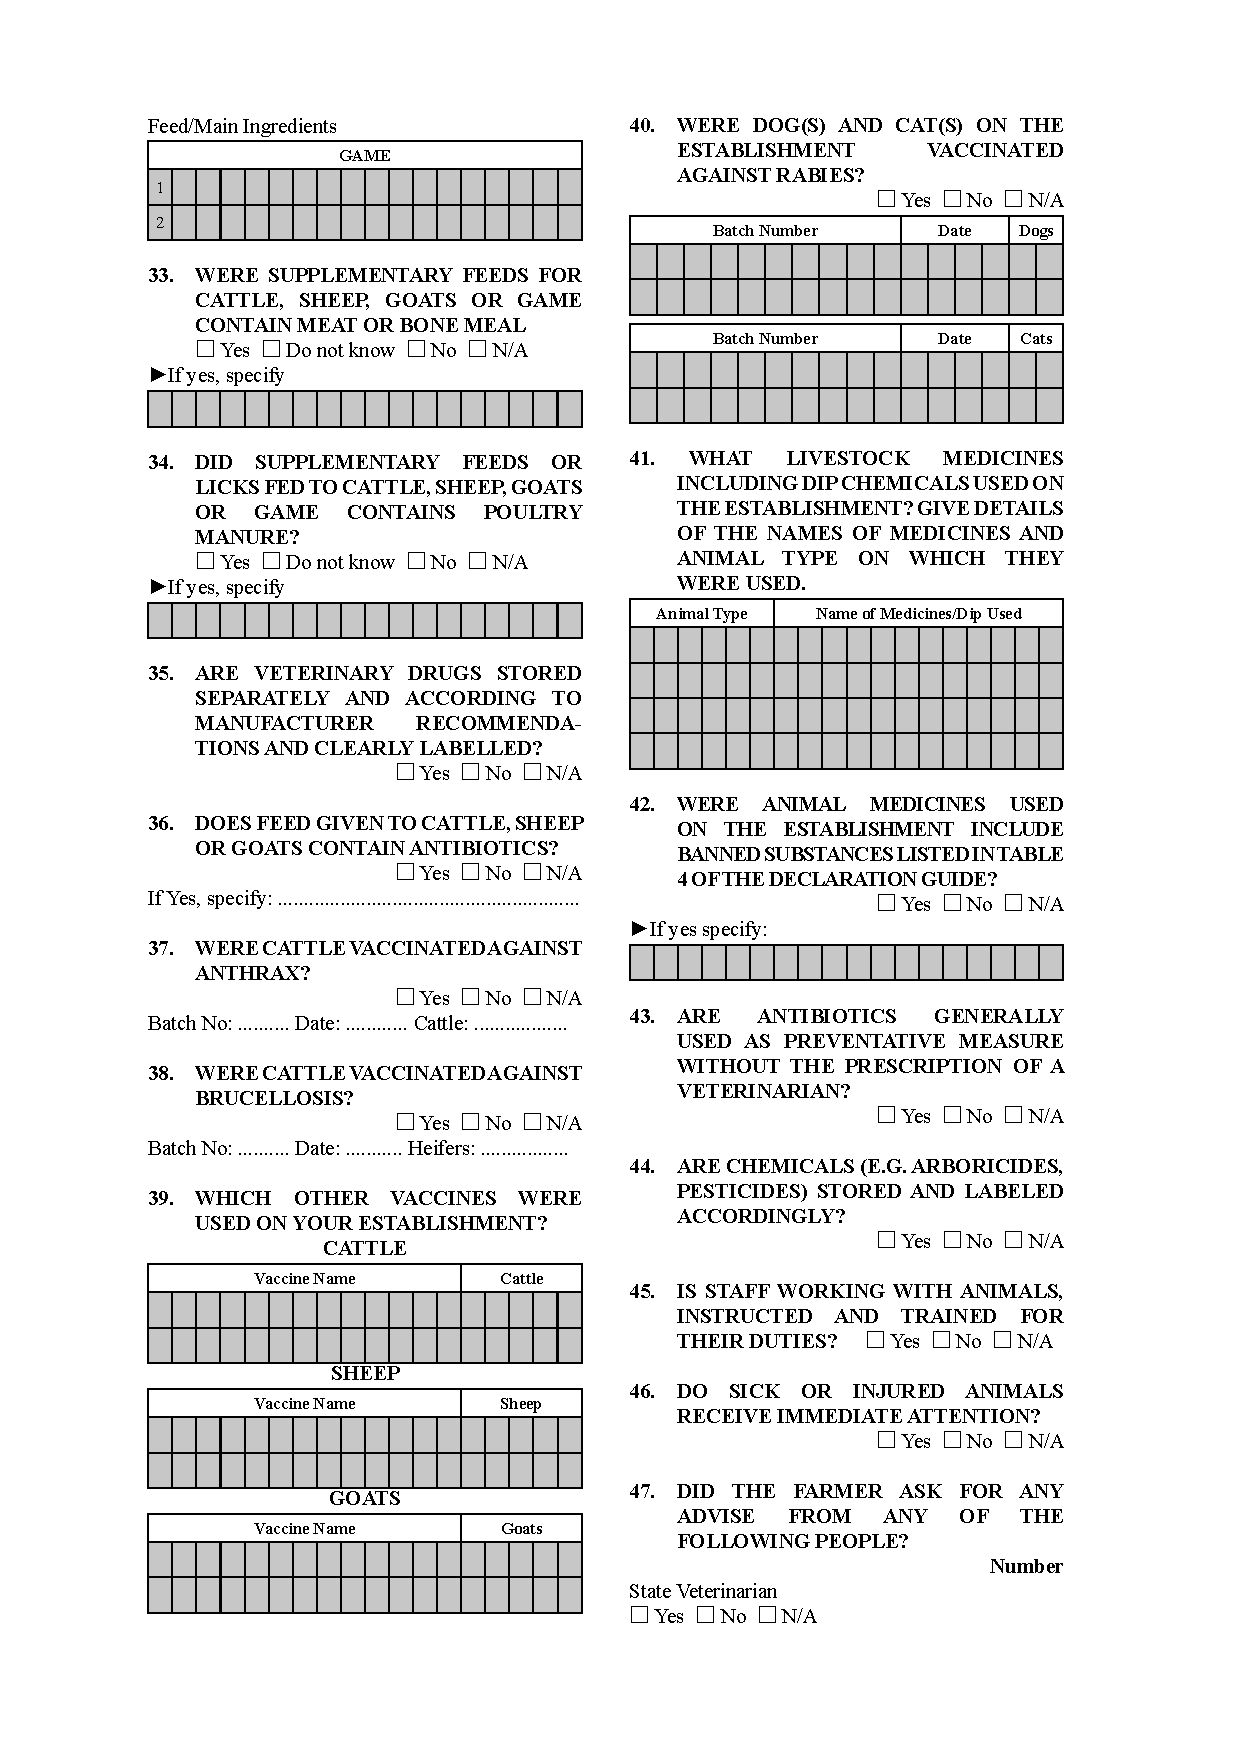 Feed/Main Ingredients
GAME
1
2
33. WERE SUPPLEMENTARY FEEDS FOR
CATTLE, SHEEP, GOATS OR GAME
CONTAIN MEAT OR BONE MEAL
☐ Yes ☐ Do not know ☐ No ☐ N/A
►If yes, specify
34. DID SUPPLEMENTARY FEEDS OR
LICKS FED TO CATTLE, SHEEP, GOATS
OR GAME CONTAINS POULTRY
MANURE?
☐ Yes ☐ Do not know ☐ No ☐ N/A
►If yes, specify
35. ARE VETERINARY DRUGS STORED
SEPARATELY AND ACCORDING TO
MANUFACTURER RECOMMENDA-
TIONS AND CLEARLY LABELLED?
☐ Yes ☐ No ☐ N/A
36. DOES FEED GIVEN TO CATTLE, SHEEP
OR GOATS CONTAIN ANTIBIOTICS?
☐ Yes ☐ No ☐ N/A
If Yes, specify: ..........................................................
37. WERE CATTLE VACCINATED AGAINST
ANTHRAX?
☐ Yes ☐ No ☐ N/A
Batch No: .......... Date: ............ Cattle: ..................
38. WERE CATTLE VACCINATED AGAINST
BRUCELLOSIS?
☐ Yes ☐ No ☐ N/A
Batch No: .......... Date: ........... Heifers: .................
39. WHICH OTHER VACCINES WERE
USED ON YOUR ESTABLISHMENT?
CATTLE
Vaccine Name Cattle
SHEEP
Vaccine Name Sheep
GOATS
Vaccine Name Goats
40. WERE DOG(S) AND CAT(S) ON THE
ESTABLISHMENT VACCINATED
AGAINST RABIES?
☐ Yes ☐ No ☐ N/A
Batch Number Date Dogs
Batch Number Date Cats
41. WHAT LIVESTOCK MEDICINES
INCLUDING DIP CHEMICALS USED ON
THE ESTABLISHMENT? GIVE DETAILS
OF THE NAMES OF MEDICINES AND
ANIMAL TYPE ON WHICH THEY
WERE USED.
Animal Type Name of Medicines/Dip Used
42. WERE ANIMAL MEDICINES USED
ON THE ESTABLISHMENT INCLUDE
BANNED SUBSTANCES LISTED IN TABLE
4 OF THE DECLARATION GUIDE?
☐ Yes ☐ No ☐ N/A
►If yes specify:
43. ARE ANTIBIOTICS GENERALLY
USED AS PREVENTATIVE MEASURE
WITHOUT THE PRESCRIPTION OF A
VETERINARIAN?
☐ Yes ☐ No ☐ N/A
44. ARE CHEMICALS (E.G. ARBORICIDES,
PESTICIDES) STORED AND LABELED
ACCORDINGLY?
☐ Yes ☐ No ☐ N/A
45. IS STAFF WORKING WITH ANIMALS,
INSTRUCTED AND TRAINED FOR
THEIR DUTIES? ☐ Yes ☐ No ☐ N/A
46. DO SICK OR INJURED ANIMALS
RECEIVE IMMEDIATE ATTENTION?
☐ Yes ☐ No ☐ N/A
47. DID THE FARMER ASK FOR ANY
ADVISE FROM ANY OF THE
FOLLOWING PEOPLE?
Number
State Veterinarian
☐ Yes ☐ No ☐ N/A